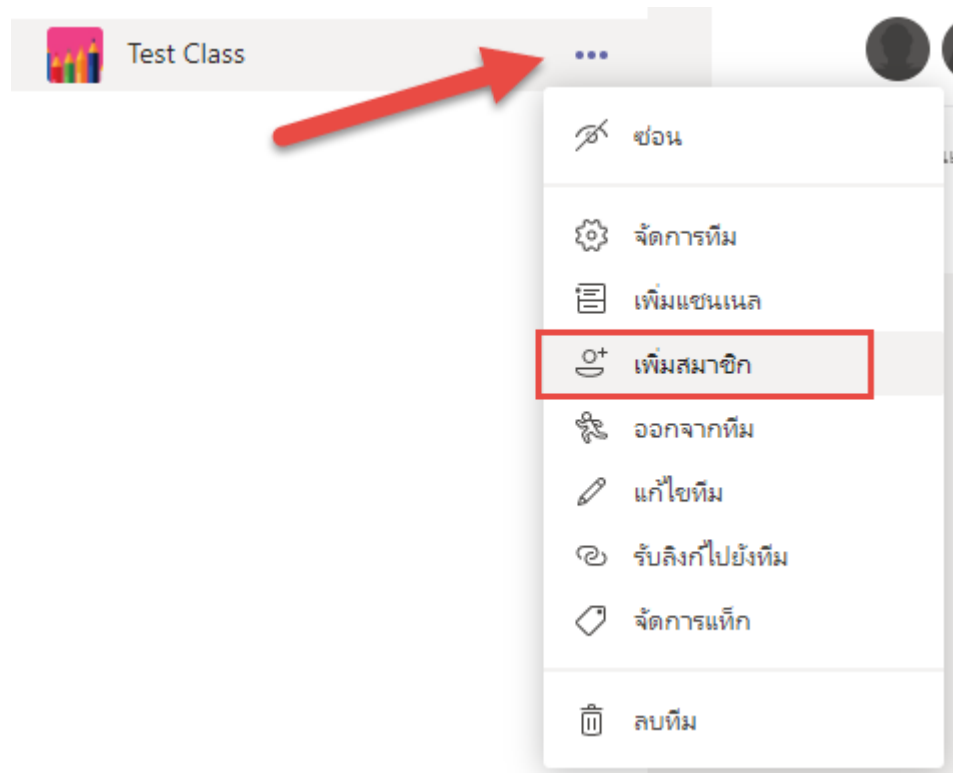 Test Class
ซ่อน
จัดการทีม
เพิ่มแชนเนล
เพิ่มสมาชิก
ออกจากทีม
แก้ไขทีม
รับลิงก์ไปยังทีม
จัดการแท็ก
ลบทีม